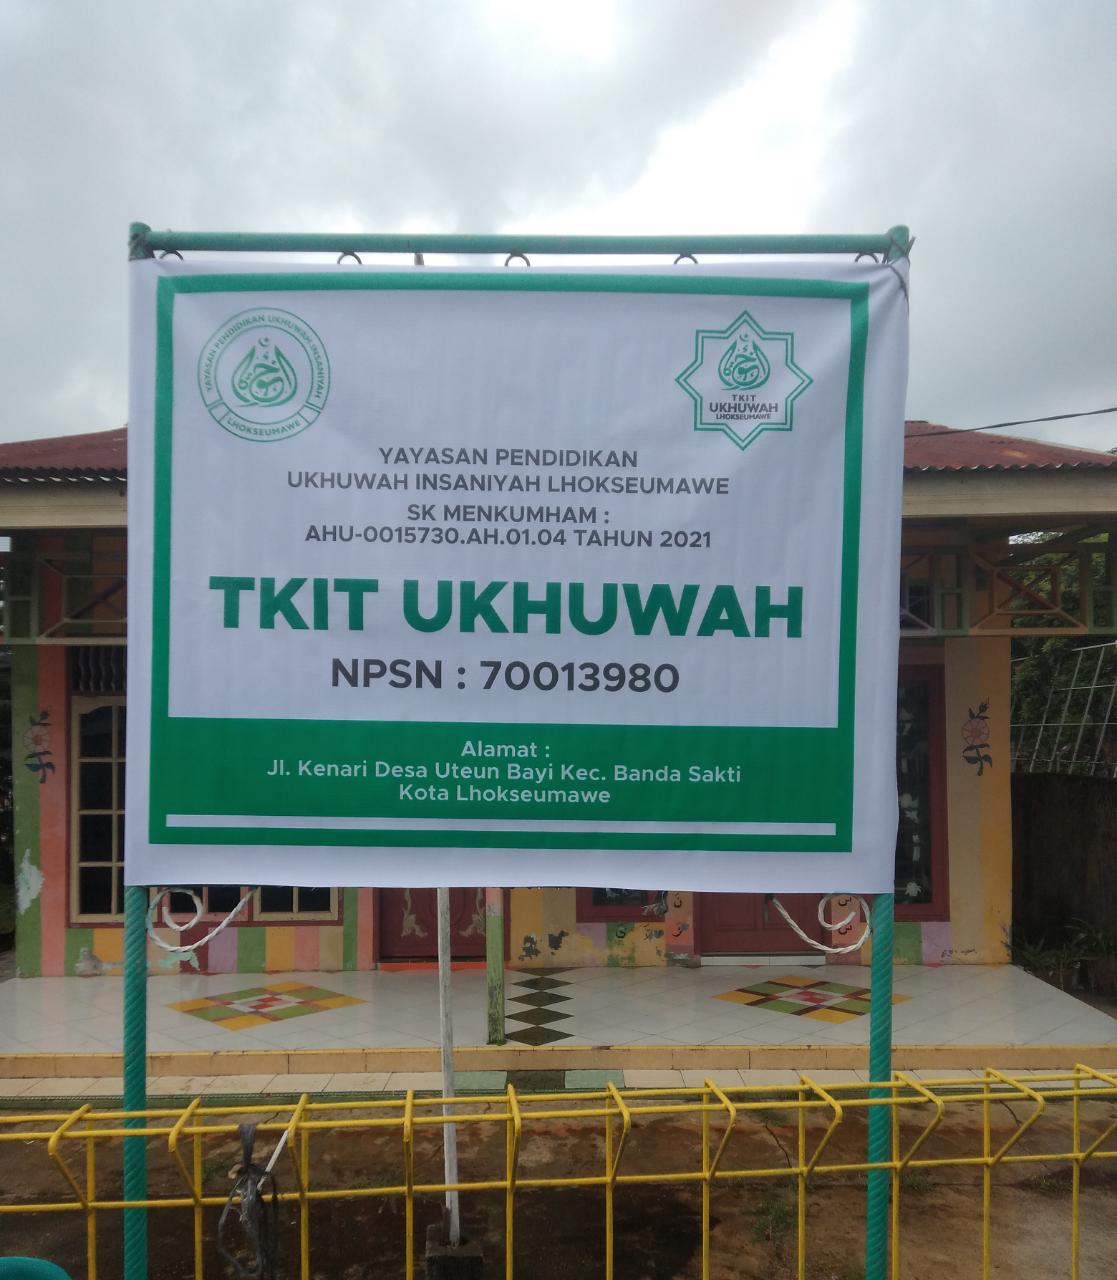 YAYASAN PENDIDIKAN UKHUWAH INSANIYAH
LHOKSEUMAWE
TKIT
UKHUWAH
LHOKSEUMAWE
YAYASAN PENDIDIKAN
UKHUWAH INSANIYAH LHOKSEUMAWE
SK MENKUMHAM :
AHU-0015730.AH.01.04 TAHUN 2021
TKIT UKHUWAH
NPSN : 70013980
Alamat :
Jl. Kenari Desa Uteun Bayi Kec. Banda Sakti
Kota Lhokseumawe